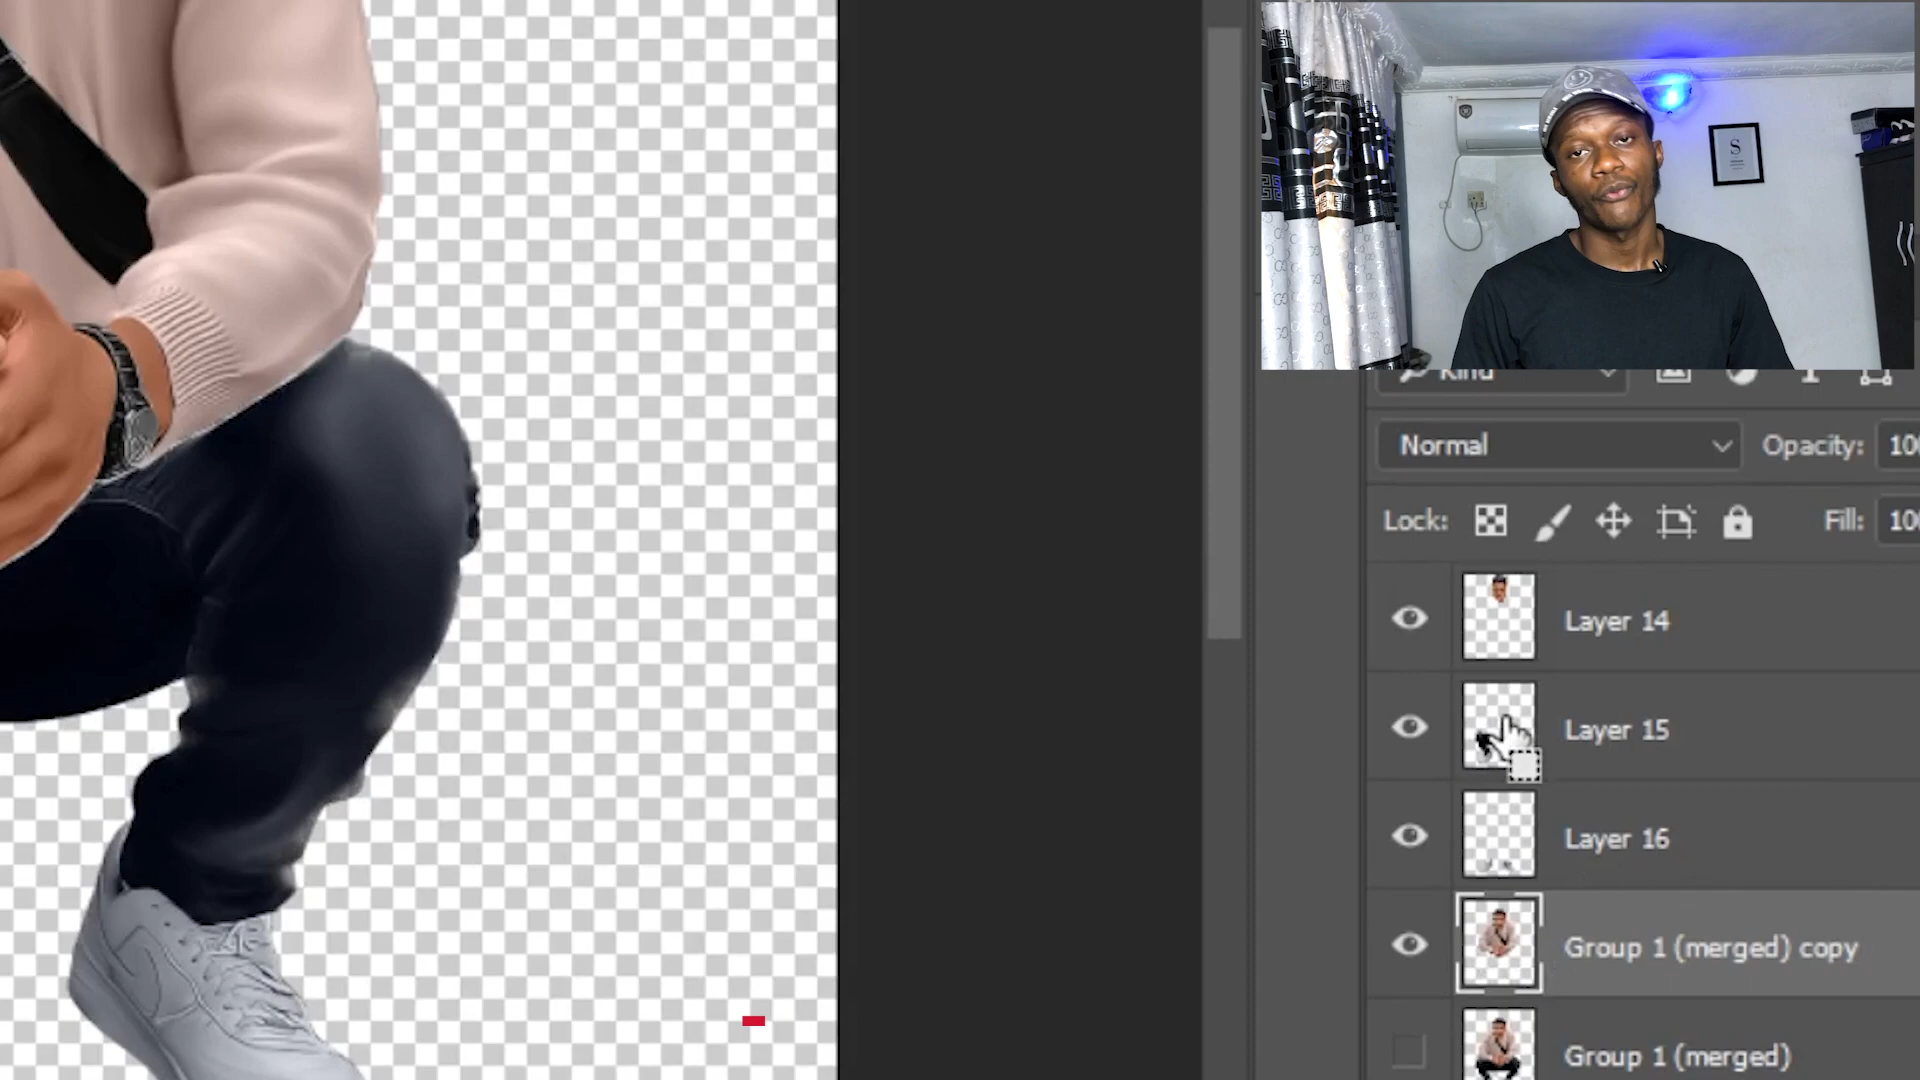 S
Kind
Normal
Opacity: 10
Lock:
Fill: 10
Layer 14
Layer 15
Layer 16
Group 1 (merged) copy
Group 1 (merged)